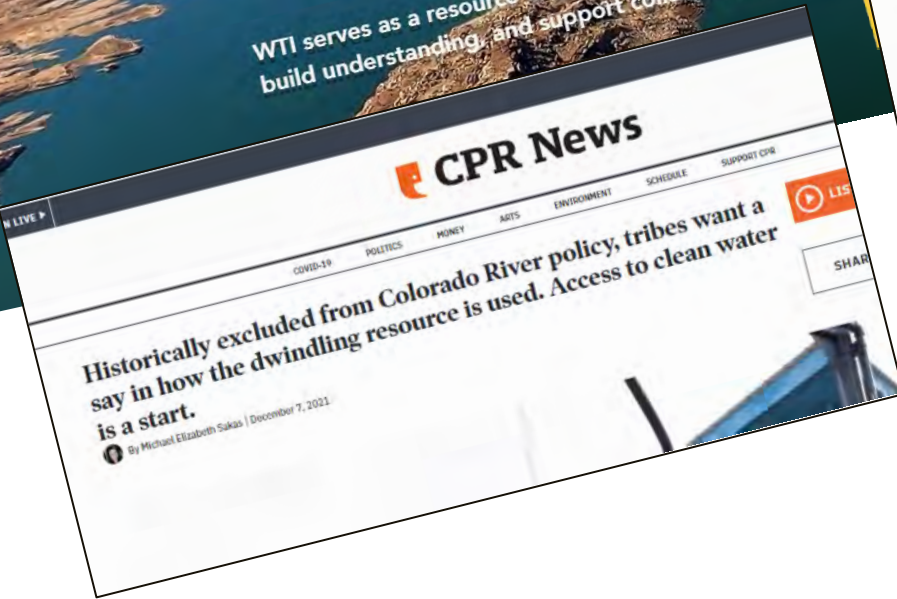 WTI serves as a
build understanding, and support
CPR News
LIVE
COVID-19 POLITICS MONEY ARTS ENVIRONMENT SCHEDULE SUPPORT CPR
Historically excluded from Colorado River policy, tribes want a
say in how the dwindling resource is used. Access to clean water
is a start.
By Michael Elizabeth Sakas | December 7, 2021